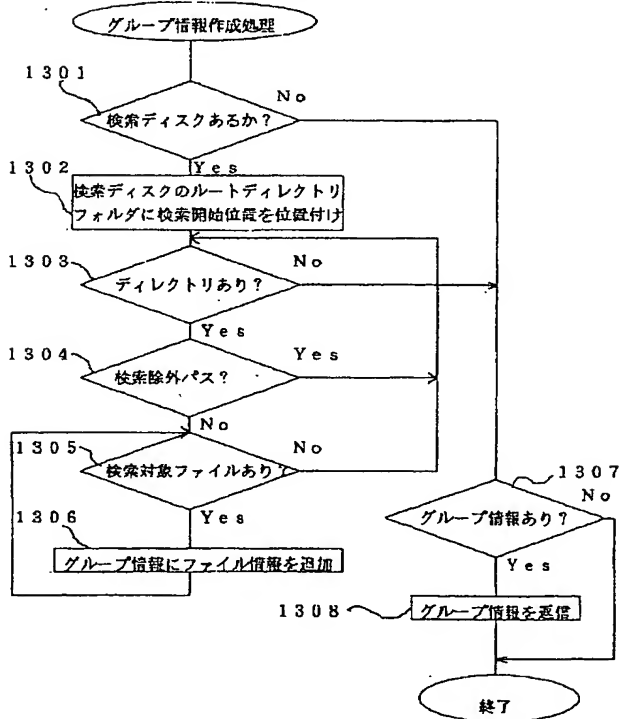 グループ情報作成処理
1301
No
検索ディスクあるか?
1302
Yes
検索ディスクのルートディレクトリ
フォルダに検索開始位置を位置付け
1303
No
ディレクトリあり?
Yes
1304
Yes
検索除外パス?
No
1305
No
検索対象ファイルあり?
1306
Yes
グループ情報にファイル情報を追加
1307
No
グループ情報あり?
Yes
1308
グループ情報を返信
終了